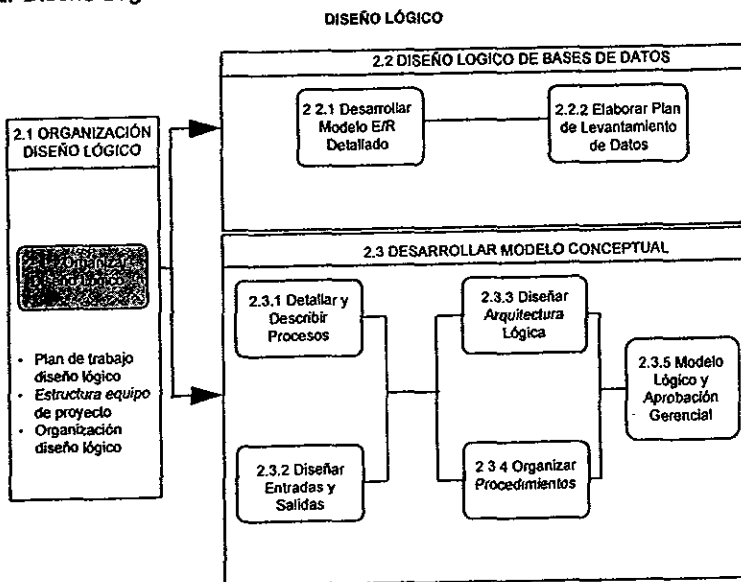 DISEÑO LÓGICO
2.2 DISEÑO LOGICO DE BASES DE DATOS
2 2.1 Desarrollar
Modelo E/R
Detallado
2.2.2 Elaborar Plan
de Levantamiento
de Datos
2.1 ORGANIZACIÓN
DISEÑO LÓGICO
Organizar
Diseño Lógico
• Plan de trabajo
diseño lógico
• Estructura equipo
de proyecto
• Organización
diseño lógico
2.3 DESARROLLAR MODELO CONCEPTUAL
2.3.1 Detallar y
Describir
Procesos
2.3.2 Diseñar
Entradas y
Salidas
2.3.3 Diseñar
Arquitectura
Lógica
2 3 4 Organizar
Procedimientos
2.3.5 Modelo
Lógico y
Aprobación
Gerencial